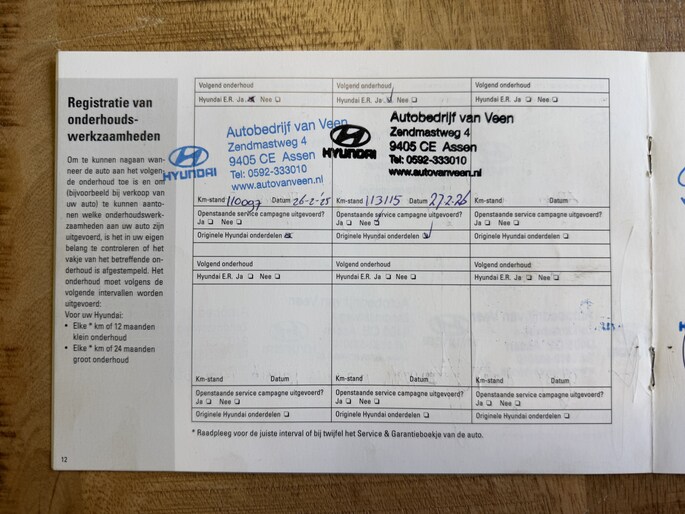 Registratie van
onderhouds-
werkzaamheden
Om te kunnen nagaan wan-
neer de auto aan het volgen
de onderhoud toe is en om
(bijvoorbeeld bij verkoop van
uw auto) te kunnen aanto-
nen welke onderhoudswerk-
zaamheden aan uw auto zijn
uitgevoerd, is het in uw eigen
belang te controleren of het
vakje van het betreffende on-
derhoud is afgestempeld. Het
onderhoud moet volgens de
volgende intervallen worden
uitgevoerd:
Voor uw Hyundai:
• Elke * km of 12 maanden
klein onderhoud
• Elke * km of 24 maanden
groot onderhoud
12
Volgend onderhoud
Hyundai E.R. Ja Nee
Autobedrijf van Veen
Zendmastweg 4
9405 CE Assen
Tel: 0592-333010
www.autovanveen.nl
HYUNDAI
Km-stand 110097 Datum 26-2-'25
Openstaande service campagne uitgevoerd?
Ja Nee
Originele Hyundai onderdelen
Volgend onderhoud
Hyundai E.R. Ja Nee
Autobedrijf van Veen
Zendmastweg 4
9405 CE Assen
Tel: 0592-333010
www.autovanveen.nl
HYUNDAI
Km-stand 113115 Datum 27-2-26
Openstaande service campagne uitgevoerd?
Ja Nee
Originele Hyundai onderdelen
Volgend onderhoud
Hyundai E.R. Ja Nee
Km-stand Datum
Openstaande service campagne uitgevoerd?
Ja Nee
Originele Hyundai onderdelen
Volgend onderhoud
Hyundai E.R. Ja Nee
Km-stand Datum
Openstaande service campagne uitgevoerd?
Ja Nee
Originele Hyundai onderdelen
Volgend onderhoud
Hyundai E.R. Ja Nee
Km-stand Datum
Openstaande service campagne uitgevoerd?
Ja Nee
Originele Hyundai onderdelen
Volgend onderhoud
Hyundai E.R. Ja Nee
Km-stand Datum
Openstaande service campagne uitgevoerd?
Ja Nee
Originele Hyundai onderdelen
* Raadpleeg voor de juiste interval of bij twijfel het Service & Garantieboekje van de auto.